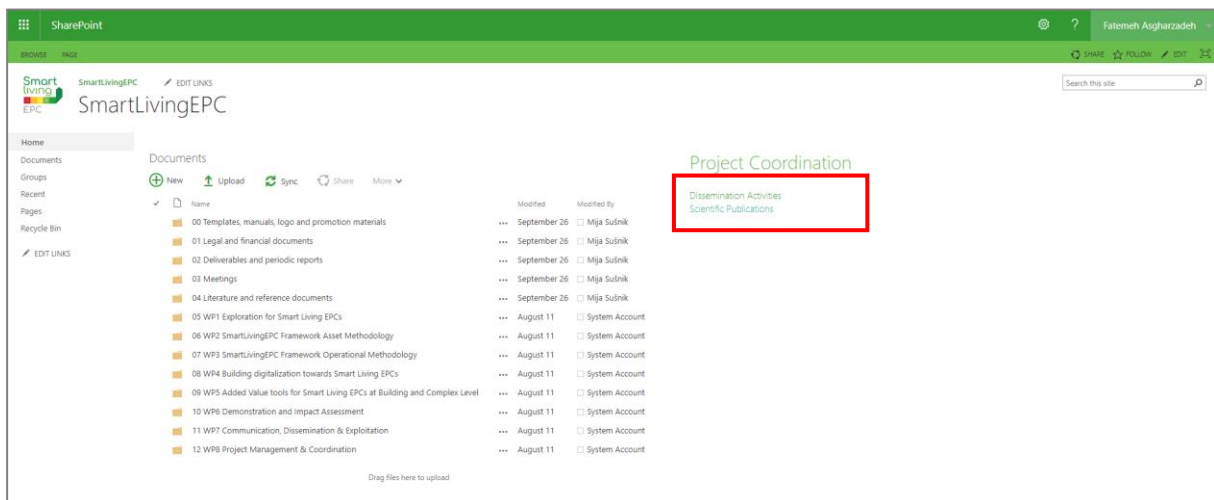 SharePoint
? Fatemeh Asgharzadeh
BROWSE PAGE
SHARE FOLLOW EDIT
Smart living EPC
SmartLivingEPC EDIT LINKS
SmartLivingEPC
Search this site
Home
Documents
Groups
Recent
Pages
Recycle Bin
EDIT LINKS
Documents
New Upload Sync Share More
Name Modified Modified By
00 Templates, manuals, logo and promotion materials ... September 26 Mija Sušnik
01 Legal and financial documents ... September 26 Mija Sušnik
02 Deliverables and periodic reports ... September 26 Mija Sušnik
03 Meetings ... September 26 Mija Sušnik
04 Literature and reference documents ... September 26 Mija Sušnik
05 WP1 Exploration for Smart Living EPCs ... August 11 System Account
06 WP2 SmartLivingEPC Framework Asset Methodology ... August 11 System Account
07 WP3 SmartLivingEPC Framework Operational Methodology ... August 11 System Account
08 WP4 Building digitalization towards Smart Living EPCs ... August 11 System Account
09 WP5 Added Value tools for Smart Living EPCs at Building and Complex Level ... August 11 System Account
10 WP6 Demonstration and Impact Assessment ... August 11 System Account
11 WP7 Communication, Dissemination & Exploitation ... August 11 System Account
12 WP8 Project Management & Coordination ... August 11 System Account
Drag files here to upload
Project Coordination
Dissemination Activities
Scientific Publications